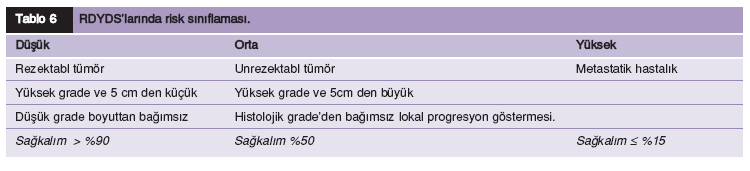 Tablo 6 RDYDS'larında risk sınıflaması.
Düşük Orta Yüksek
Rezektabl tümör Unrezektabl tümör Metastatik hastalık
Yüksek grade ve 5 cm den küçük Yüksek grade ve 5cm den büyük
Düşük grade boyuttan bağımsız Histolojik grade'den bağımsız lokal progresyon göstermesi.
Sağkalım > %90 Sağkalım %50 Sağkalım ≤ %15